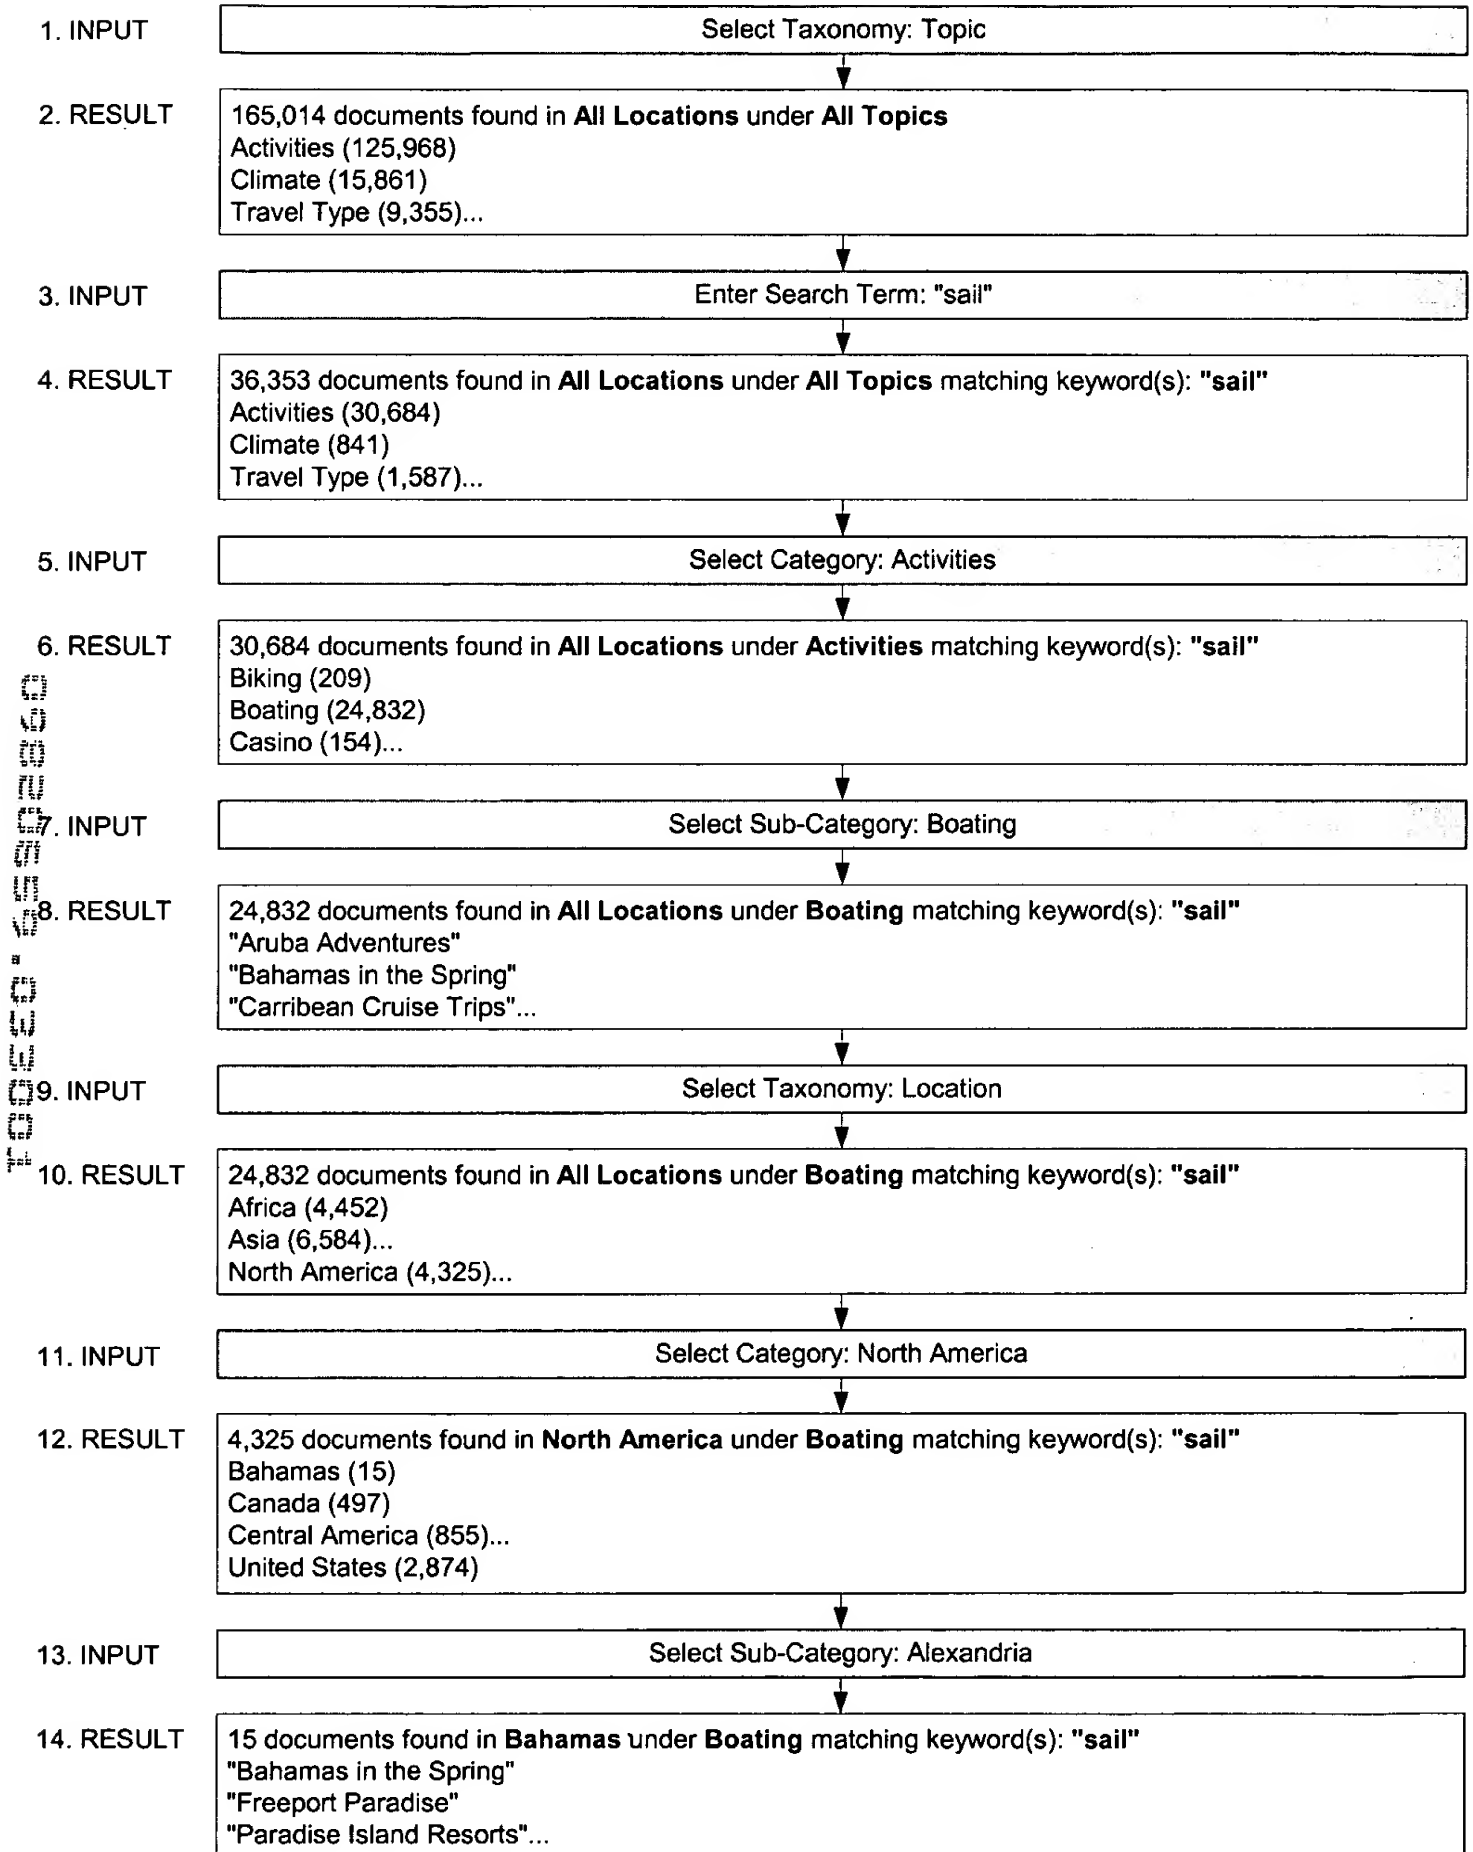 1. INPUT
Select Taxonomy: Topic
2. RESULT
165,014 documents found in All Locations under All Topics
Activities (125,968)
Climate (15,861)
Travel Type (9,355)...
3. INPUT
Enter Search Term: "sail"
4. RESULT
36,353 documents found in All Locations under All Topics matching keyword(s): "sail"
Activities (30,684)
Climate (841)
Travel Type (1,587)...
5. INPUT
Select Category: Activities
6. RESULT
30,684 documents found in All Locations under Activities matching keyword(s): "sail"
Biking (209)
Boating (24,832)
Casino (154)...
7. INPUT
Select Sub-Category: Boating
8. RESULT
24,832 documents found in All Locations under Boating matching keyword(s): "sail"
"Aruba Adventures"
"Bahamas in the Spring"
"Carribean Cruise Trips"...
9. INPUT
Select Taxonomy: Location
10. RESULT
24,832 documents found in All Locations under Boating matching keyword(s): "sail"
Africa (4,452)
Asia (6,584)...
North America (4,325)...
11. INPUT
Select Category: North America
12. RESULT
4,325 documents found in North America under Boating matching keyword(s): "sail"
Bahamas (15)
Canada (497)
Central America (855)...
United States (2,874)
13. INPUT
Select Sub-Category: Alexandria
14. RESULT
15 documents found in Bahamas under Boating matching keyword(s): "sail"
"Bahamas in the Spring"
"Freeport Paradise"
"Paradise Island Resorts"...